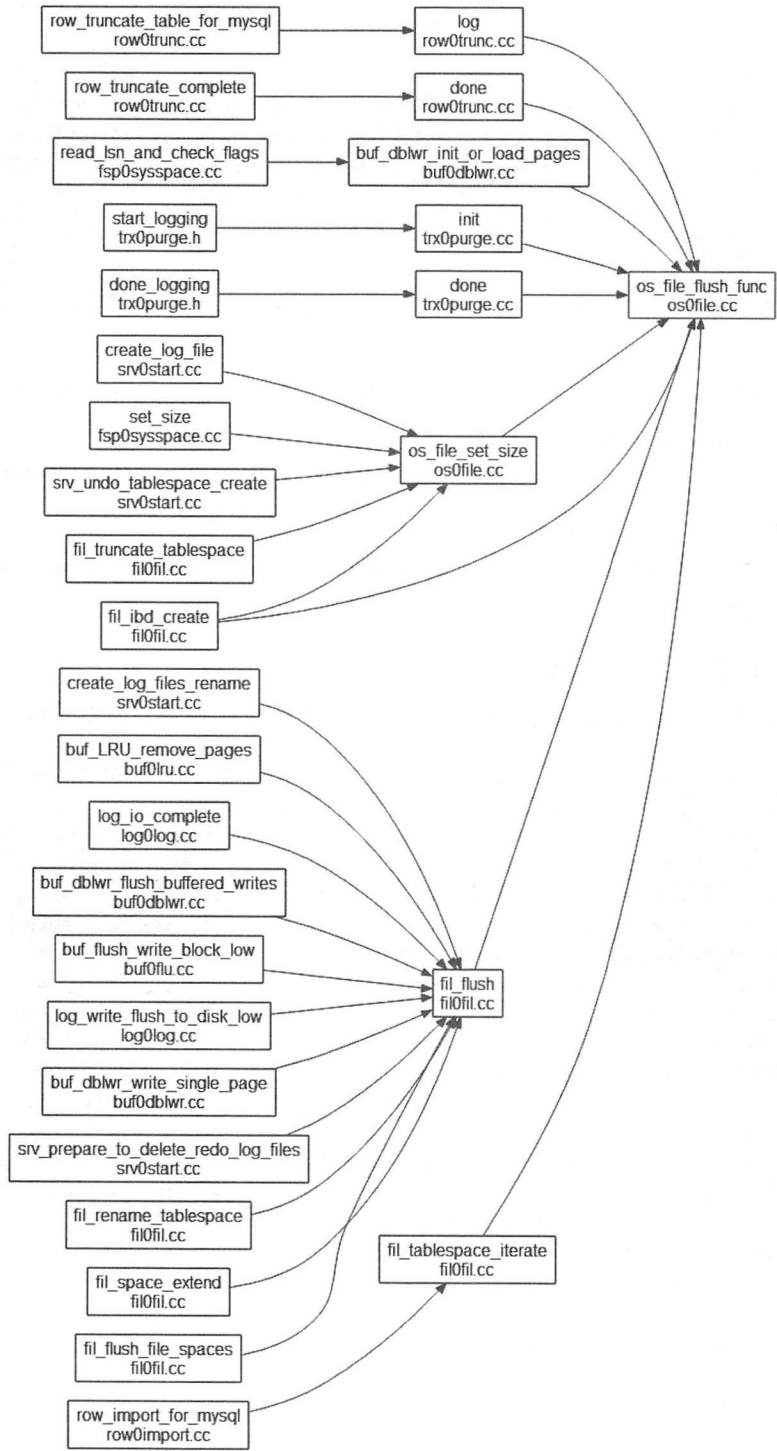 row_truncate_table_for_mysql
row0trunc.cc
log
row0trunc.cc
row_truncate_complete
row0trunc.cc
done
row0trunc.cc
read_lsn_and_check_flags
fsp0sysspace.cc
buf_dblwr_init_or_load_pages
buf0dblwr.cc
start_logging
trx0purge.h
init
trx0purge.cc
done_logging
trx0purge.h
done
trx0purge.cc
os_file_flush_func
os0file.cc
create_log_file
srv0start.cc
set_size
fsp0sysspace.cc
os_file_set_size
os0file.cc
srv_undo_tablespace_create
srv0start.cc
fil_truncate_tablespace
fil0fil.cc
fil_ibd_create
fil0fil.cc
create_log_files_rename
srv0start.cc
buf_LRU_remove_pages
buf0lru.cc
log_io_complete
log0log.cc
buf_dblwr_flush_buffered_writes
buf0dblwr.cc
buf_flush_write_block_low
buf0flu.cc
fil_flush
fil0fil.cc
log_write_flush_to_disk_low
log0log.cc
buf_dblwr_write_single_page
buf0dblwr.cc
srv_prepare_to_delete_redo_log_files
srv0start.cc
fil_rename_tablespace
fil0fil.cc
fil_tablespace_iterate
fil0fil.cc
fil_space_extend
fil0fil.cc
fil_flush_file_spaces
fil0fil.cc
row_import_for_mysql
row0import.cc